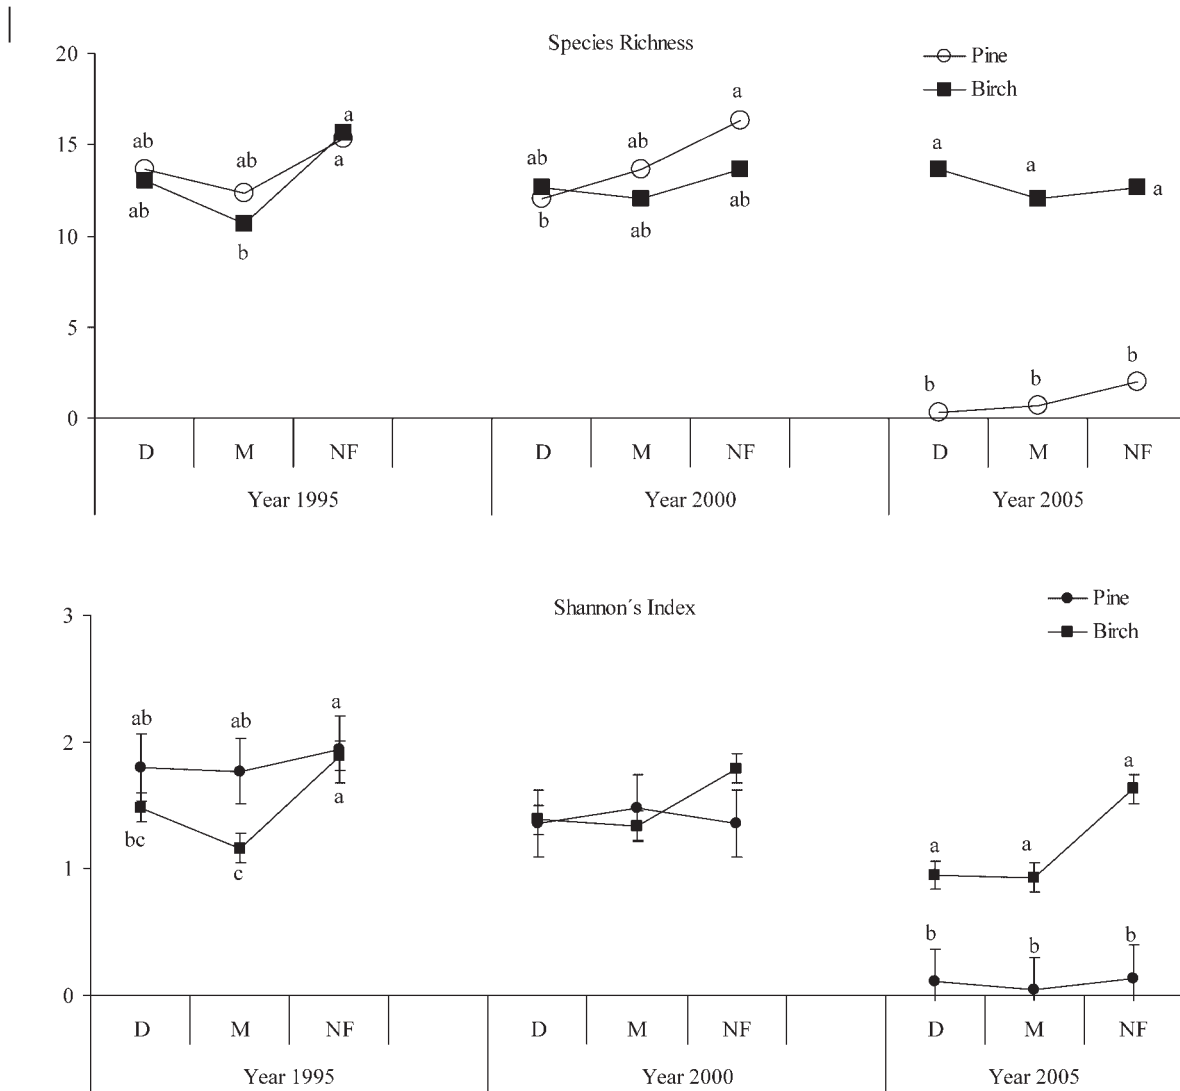 Species Richness
Pine
Birch
20
15
10
5
0
ab
ab
a
a
ab
b
ab
ab
a
b
ab
ab
a
a
a
b
b
b
D M NF D M NF D M NF
Year 1995 Year 2000 Year 2005
Shannon´s Index
Pine
Birch
3
2
1
0
ab
ab
a
a
bc
c
a
a
a
b
b
b
D M NF D M NF D M NF
Year 1995 Year 2000 Year 2005